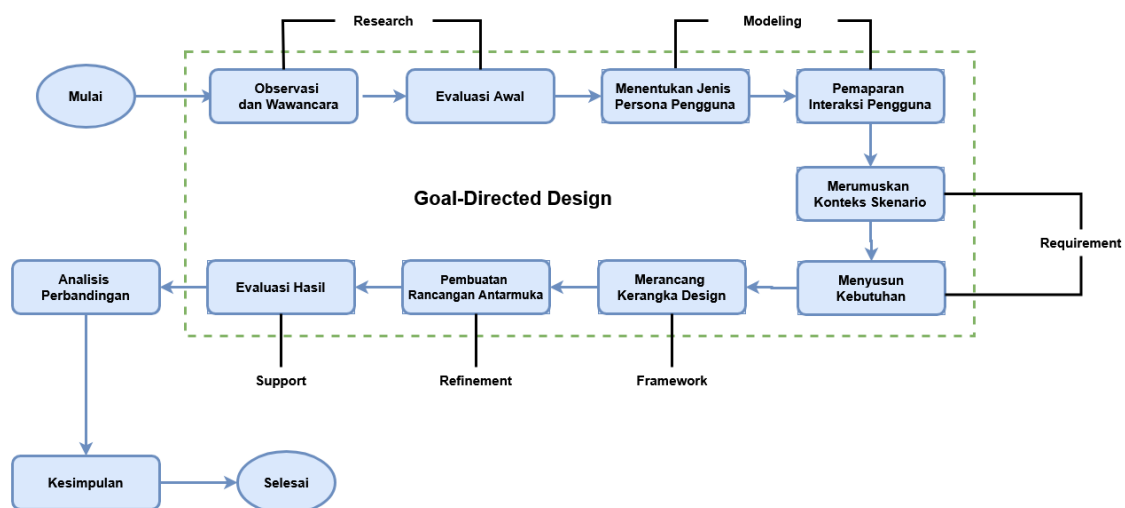 Research
Modeling
Mulai
Observasi
dan Wawancara
Evaluasi Awal
Menentukan Jenis
Persona Pengguna
Pemaparan
Interaksi Pengguna
Goal-Directed Design
Merumuskan
Konteks Skenario
Requirement
Analisis
Perbandingan
Evaluasi Hasil
Pembuatan
Rancangan Antarmuka
Merancang
Kerangka Design
Menyusun
Kebutuhan
Support
Refinement
Framework
Kesimpulan
Selesai